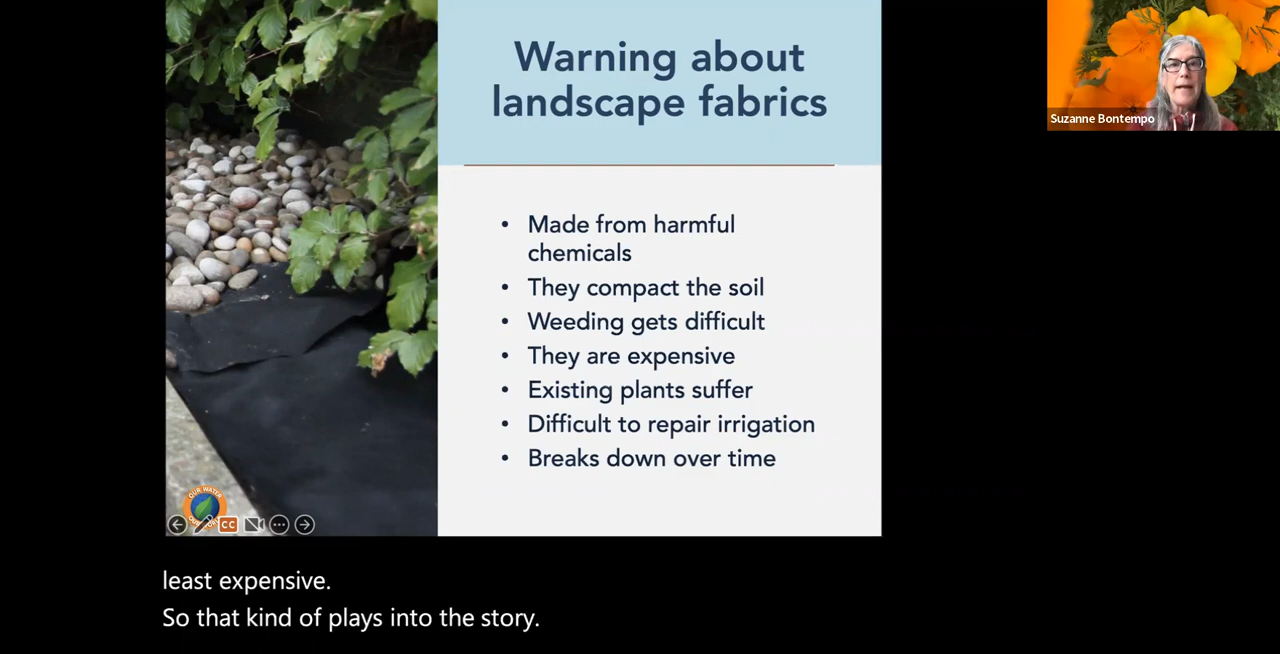 Warning about
landscape fabrics
Suzanne Bontempo
• Made from harmful
chemicals
• They compact the soil
• Weeding gets difficult
• They are expensive
• Existing plants suffer
• Difficult to repair irrigation
• Breaks down over time
OUR WATER
CC
least expensive.
So that kind of plays into the story.